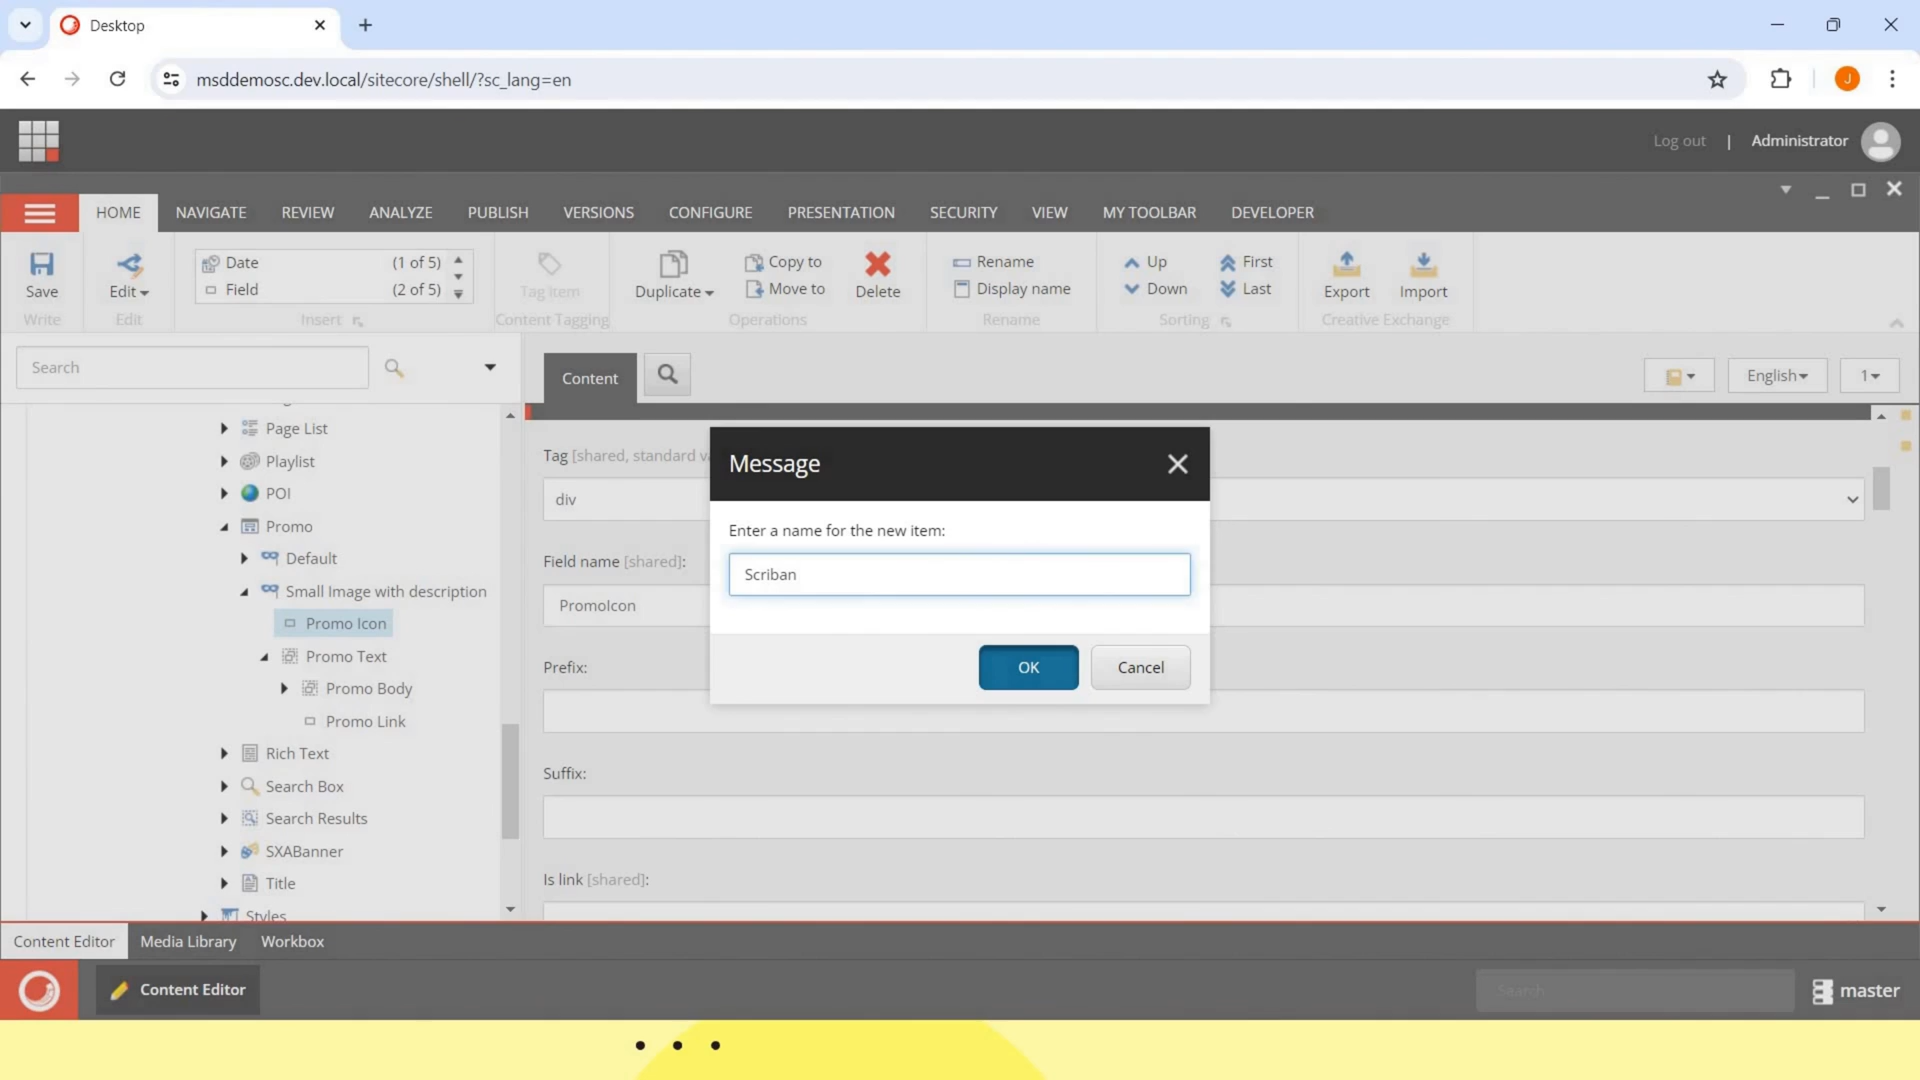 Desktop
msddemosc.dev.local/sitecore/shell/?sc_lang=en
J
Log out | Administrator
HOME NAVIGATE REVIEW ANALYZE PUBLISH VERSIONS CONFIGURE PRESENTATION SECURITY VIEW MY TOOLBAR DEVELOPER
Date (1 of 5)
Field (2 of 5)
Save
Edit
Tag item
Duplicate
Copy to
Move to
Delete
Rename
Display name
Up
Down
First
Last
Export
Import
Write Edit Insert Content Tagging Operations Rename Sorting Creative Exchange
Search
Content
English
1
Page List
Playlist
POI
Promo
Default
Small Image with description
Promo Icon
Promo Text
Promo Body
Promo Link
Rich Text
Search Box
Search Results
SXABanner
Title
Styles
Tag [shared, standard v
div
Field name [shared]:
PromoIcon
Prefix:
Suffix:
Is link [shared]:
Message
Enter a name for the new item:
Scriban
OK
Cancel
Content Editor Media Library Workbox
Content Editor
Search
master